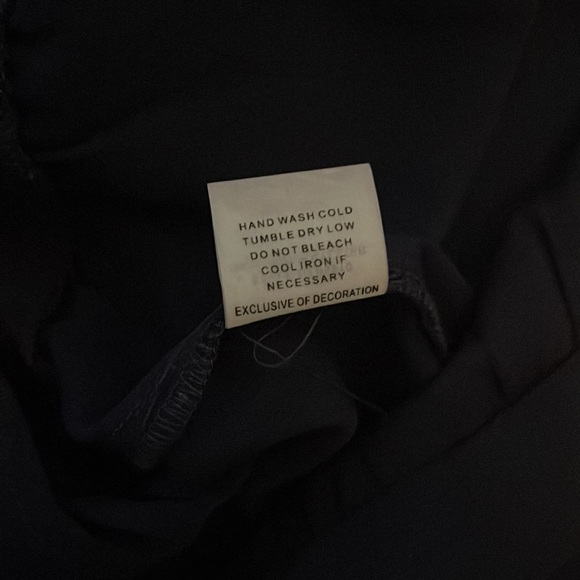 HAND WASH COLD
TUMBLE DRY LOW
DO NOT BLEACH
COOL IRON IF
NECESSARY
EXCLUSIVE OF DECORATION